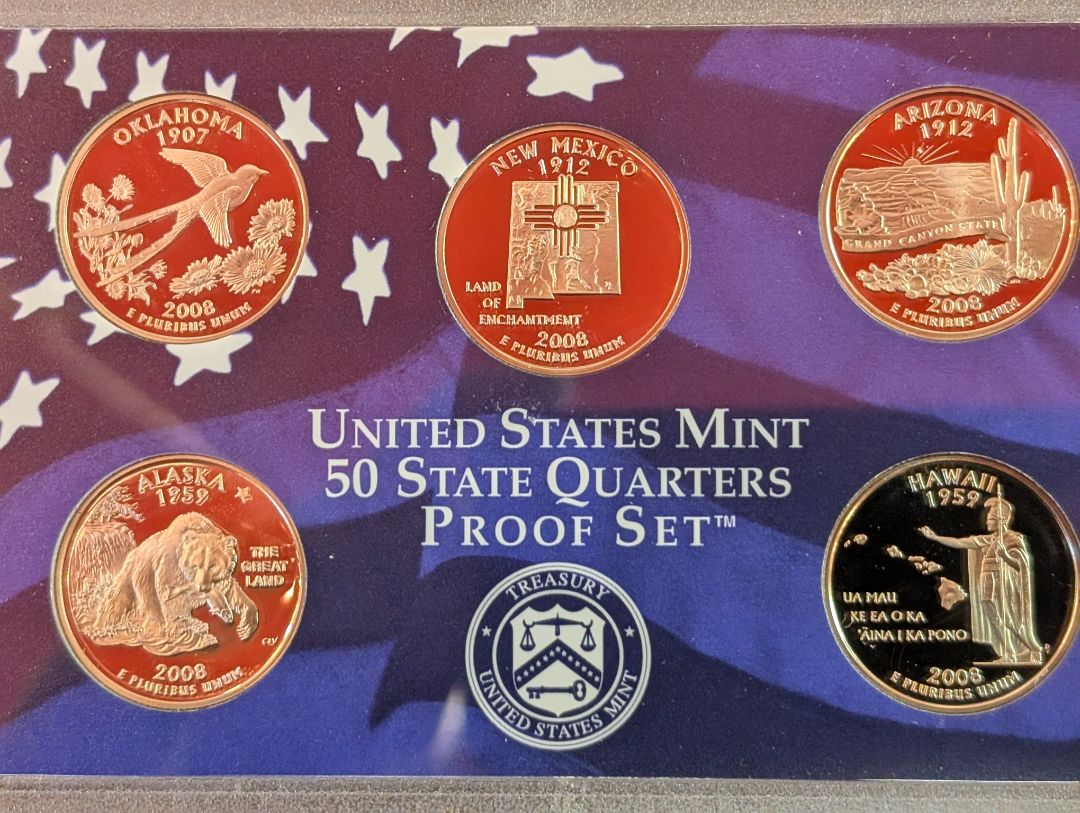 OKLAHOMA
1907
2008
E PLURIBUS UNUM
NEW MEXICO
1912
LAND
OF
ENCHANTMENT
2008
E PLURIBUS UNUM
ARIZONA
1912
GRAND CANYON STATE
2008
E PLURIBUS UNUM
UNITED STATES MINT
50 STATE QUARTERS
PROOF SET™
ALASKA
1959
THE
GREAT
LAND
2008
E PLURIBUS UNUM
TREASURY
UNITED STATES MINT
HAWAII
1959
UA MAU
KE EA O KA
ʻĀINA I KA PONO
2008
E PLURIBUS UNUM